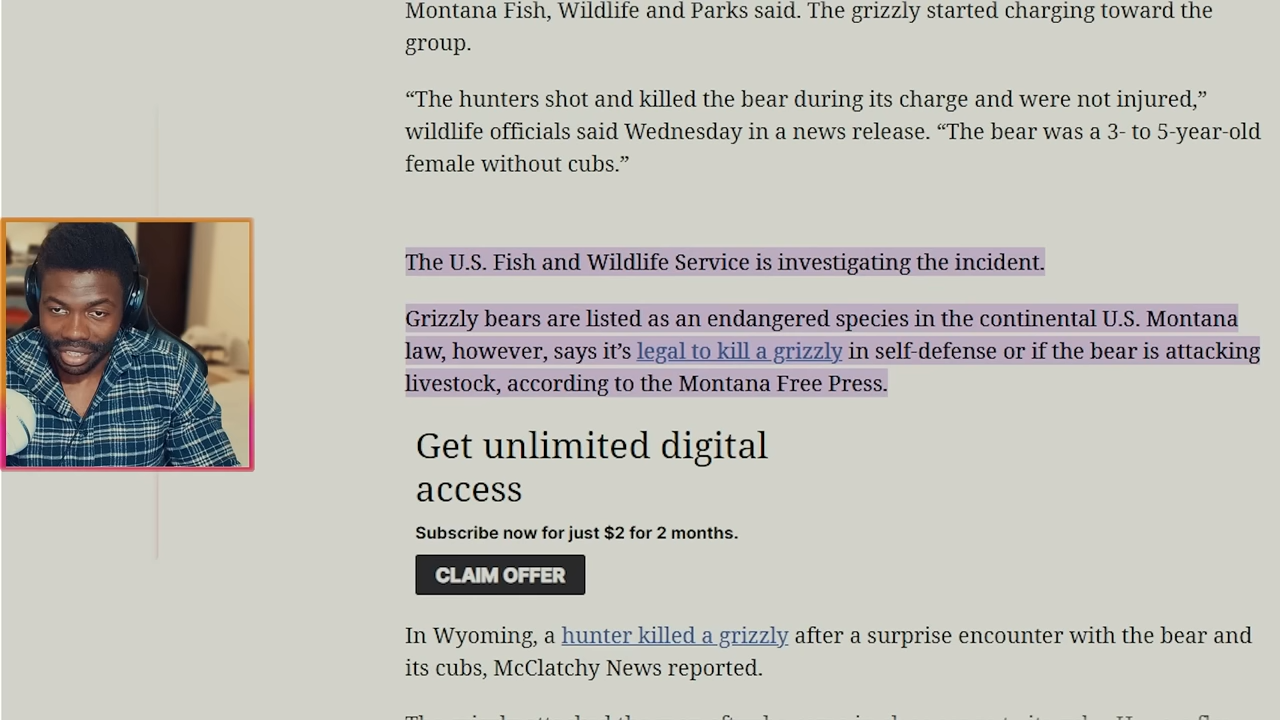 Montana Fish, Wildlife and Parks said. The grizzly started charging toward the
group.
“The hunters shot and killed the bear during its charge and were not injured,”
wildlife officials said Wednesday in a news release. “The bear was a 3- to 5-year-old
female without cubs.”
The U.S. Fish and Wildlife Service is investigating the incident.
Grizzly bears are listed as an endangered species in the continental U.S. Montana
law, however, says it’s legal to kill a grizzly in self-defense or if the bear is attacking
livestock, according to the Montana Free Press.
Get unlimited digital
access
Subscribe now for just $2 for 2 months.
CLAIM OFFER
In Wyoming, a hunter killed a grizzly after a surprise encounter with the bear and
its cubs, McClatchy News reported.